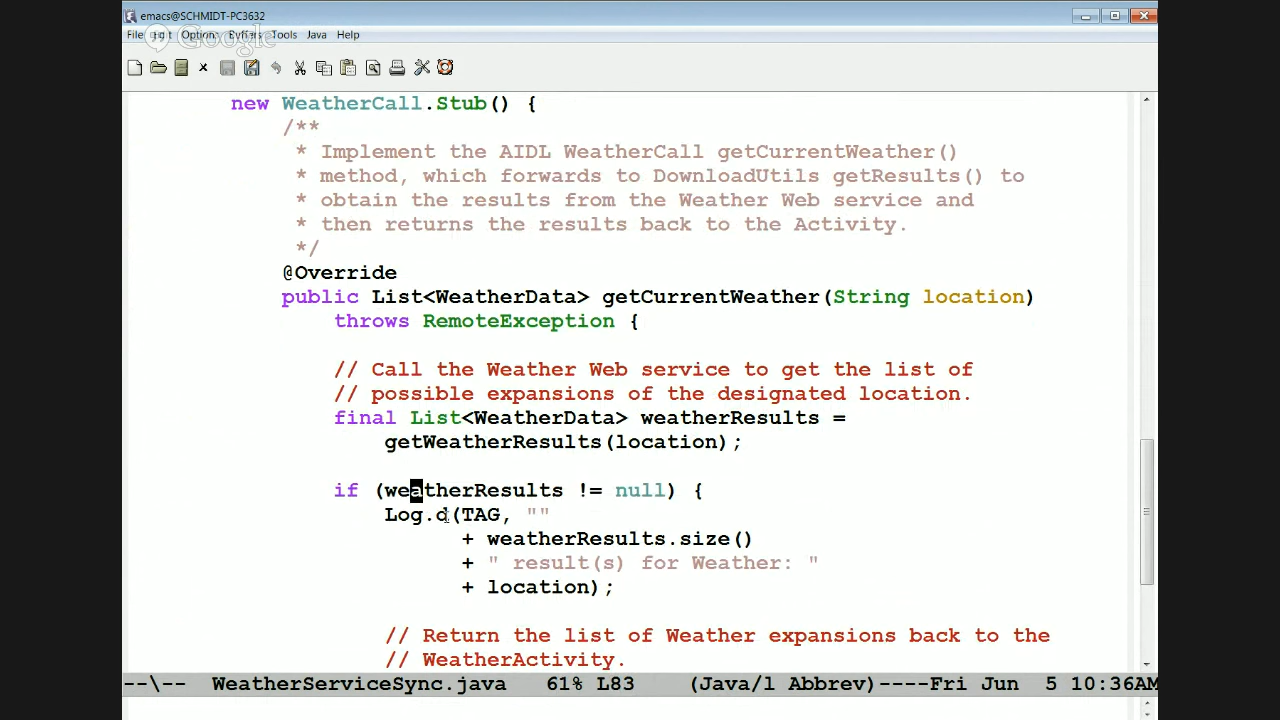 emacs@SCHMIDT-PC3632
File Edit Options Buffers Tools Java Help
Google
new WeatherCall.Stub() {
/**
* Implement the AIDL WeatherCall getCurrentWeather()
* method, which forwards to DownloadUtils getResults() to
* obtain the results from the Weather Web service and
* then returns the results back to the Activity.
*/
@Override
public List<WeatherData> getCurrentWeather(String location)
throws RemoteException {
// Call the Weather Web service to get the list of
// possible expansions of the designated location.
final List<WeatherData> weatherResults =
getWeatherResults(location);
if (weatherResults != null) {
Log.d(TAG, ""
+ weatherResults.size()
+ " result(s) for Weather: "
+ location);
// Return the list of Weather expansions back to the
// WeatherActivity.
--\-- WeatherServiceSync.java 61% L83 (Java/l Abbrev)----Fri Jun 5 10:36AM